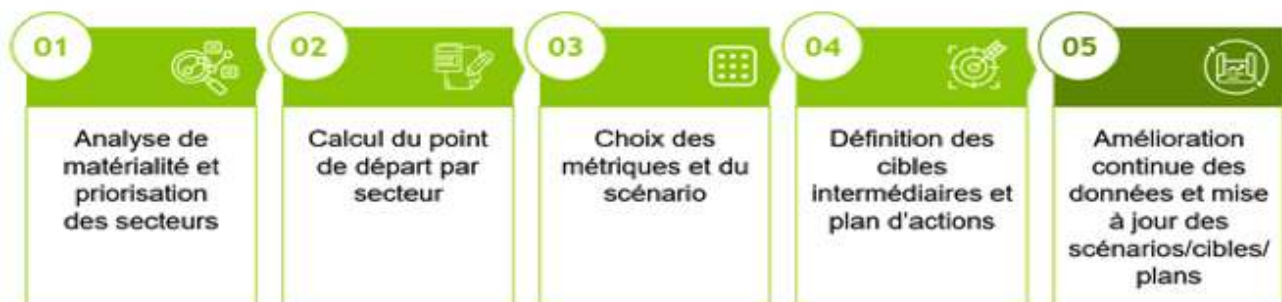 01
Analyse de
matérialité et
priorisation
des secteurs
02
Calcul du point
de départ par
secteur
03
Choix des
métriques et du
scénario
04
Définition des
cibles
intermédiaires et
plan d'actions
05
Amélioration
continue des
données et mise
à jour des
scénarios/cibles/
plans